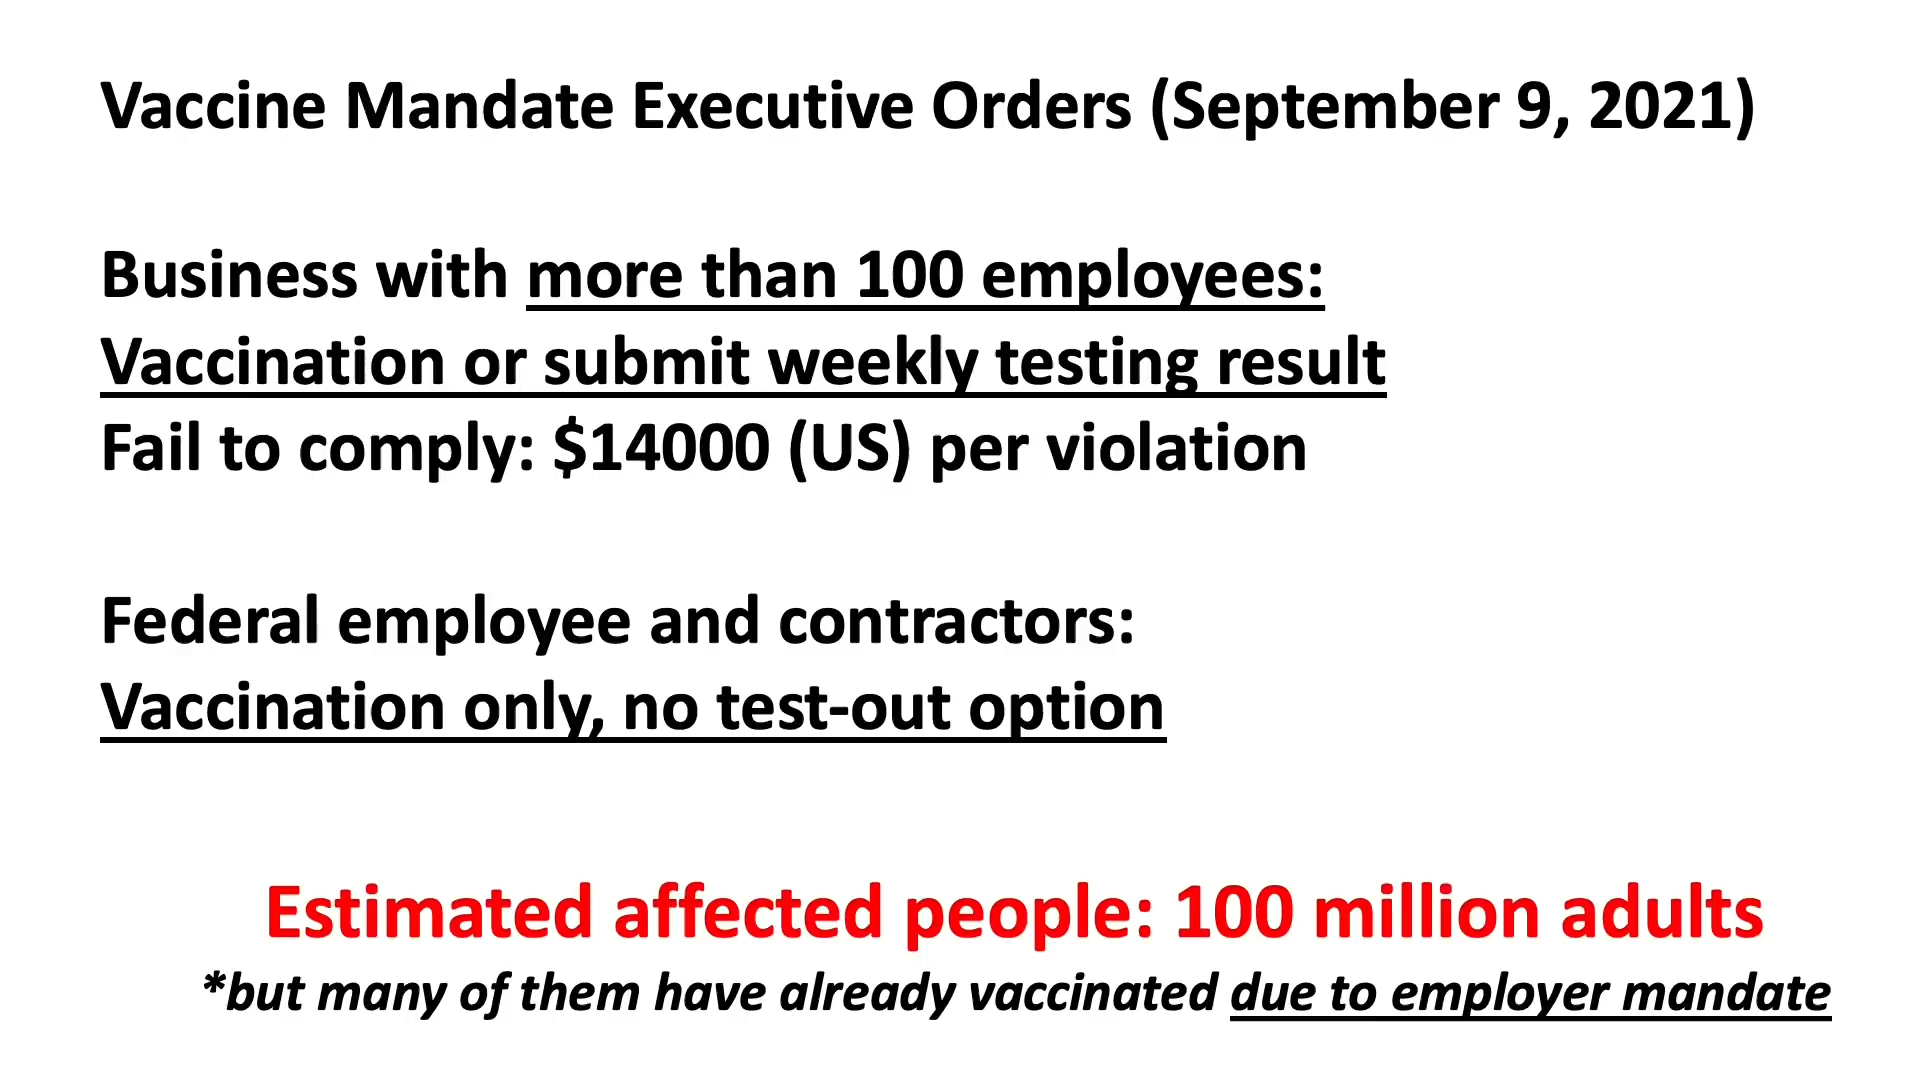 Vaccine Mandate Executive Orders (September 9, 2021)
Business with more than 100 employees:
Vaccination or submit weekly testing result
Fail to comply: $14000 (US) per violation
Federal employee and contractors:
Vaccination only, no test-out option
Estimated affected people: 100 million adults
*but many of them have already vaccinated due to employer mandate